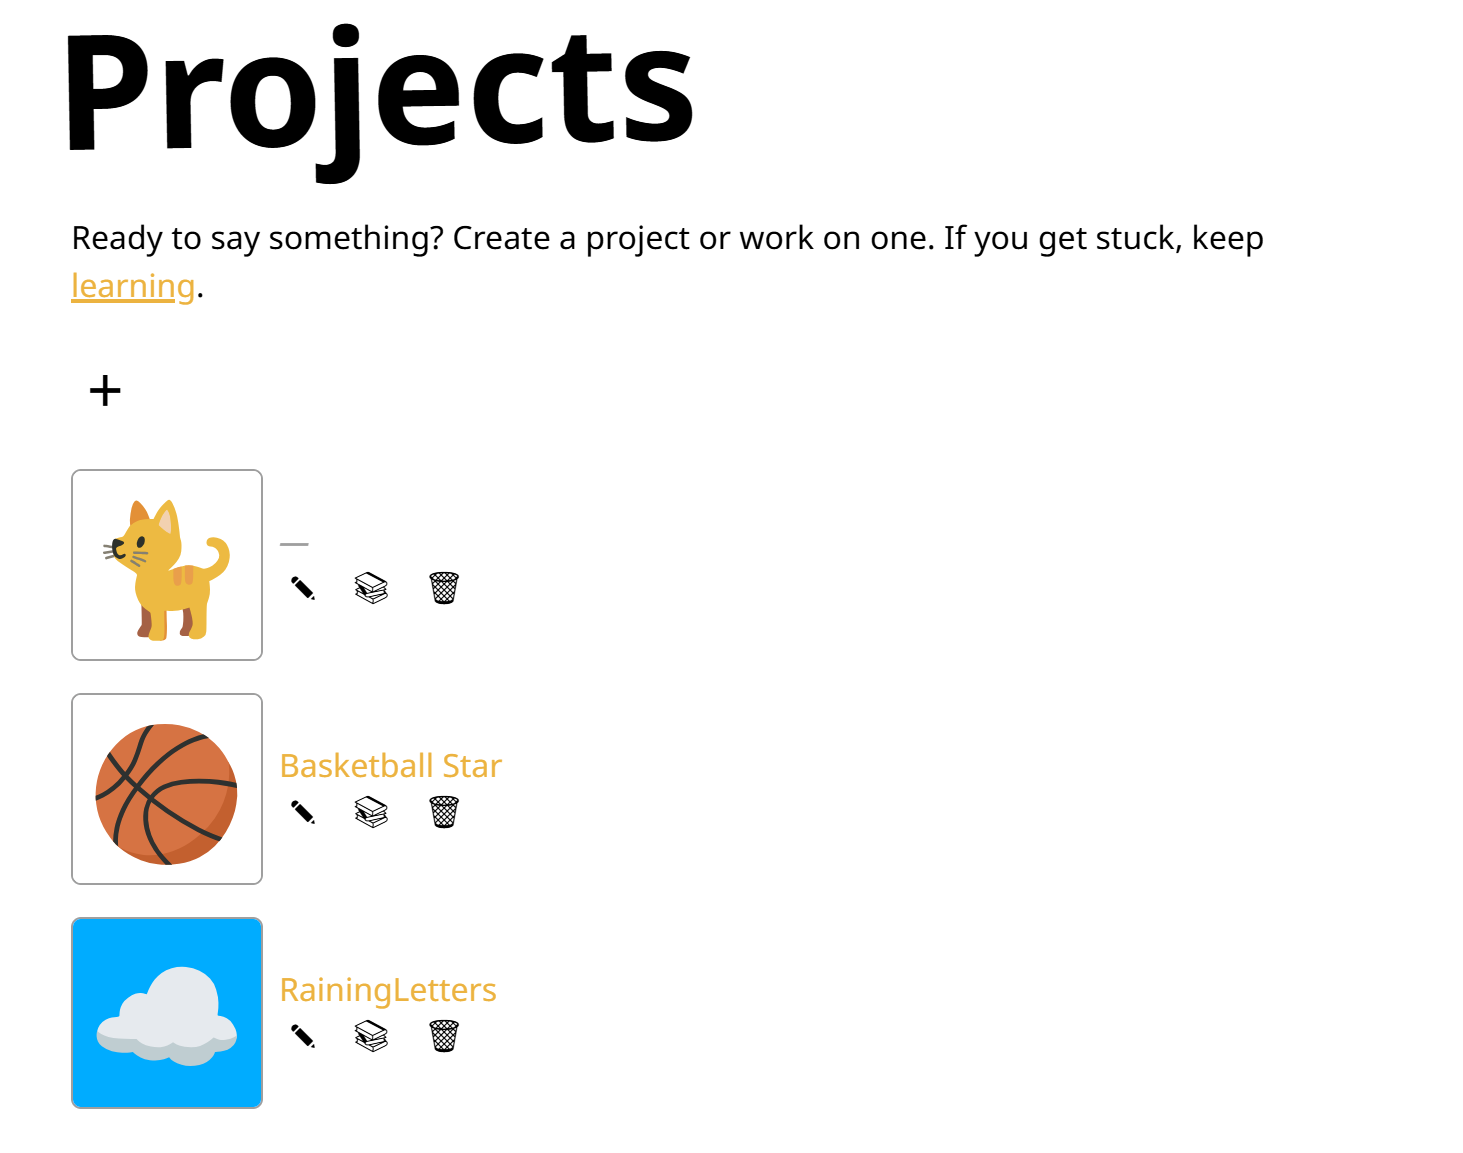 Projects
Ready to say something? Create a project or work on one. If you get stuck, keep
learning.
+
—
Basketball Star
RainingLetters